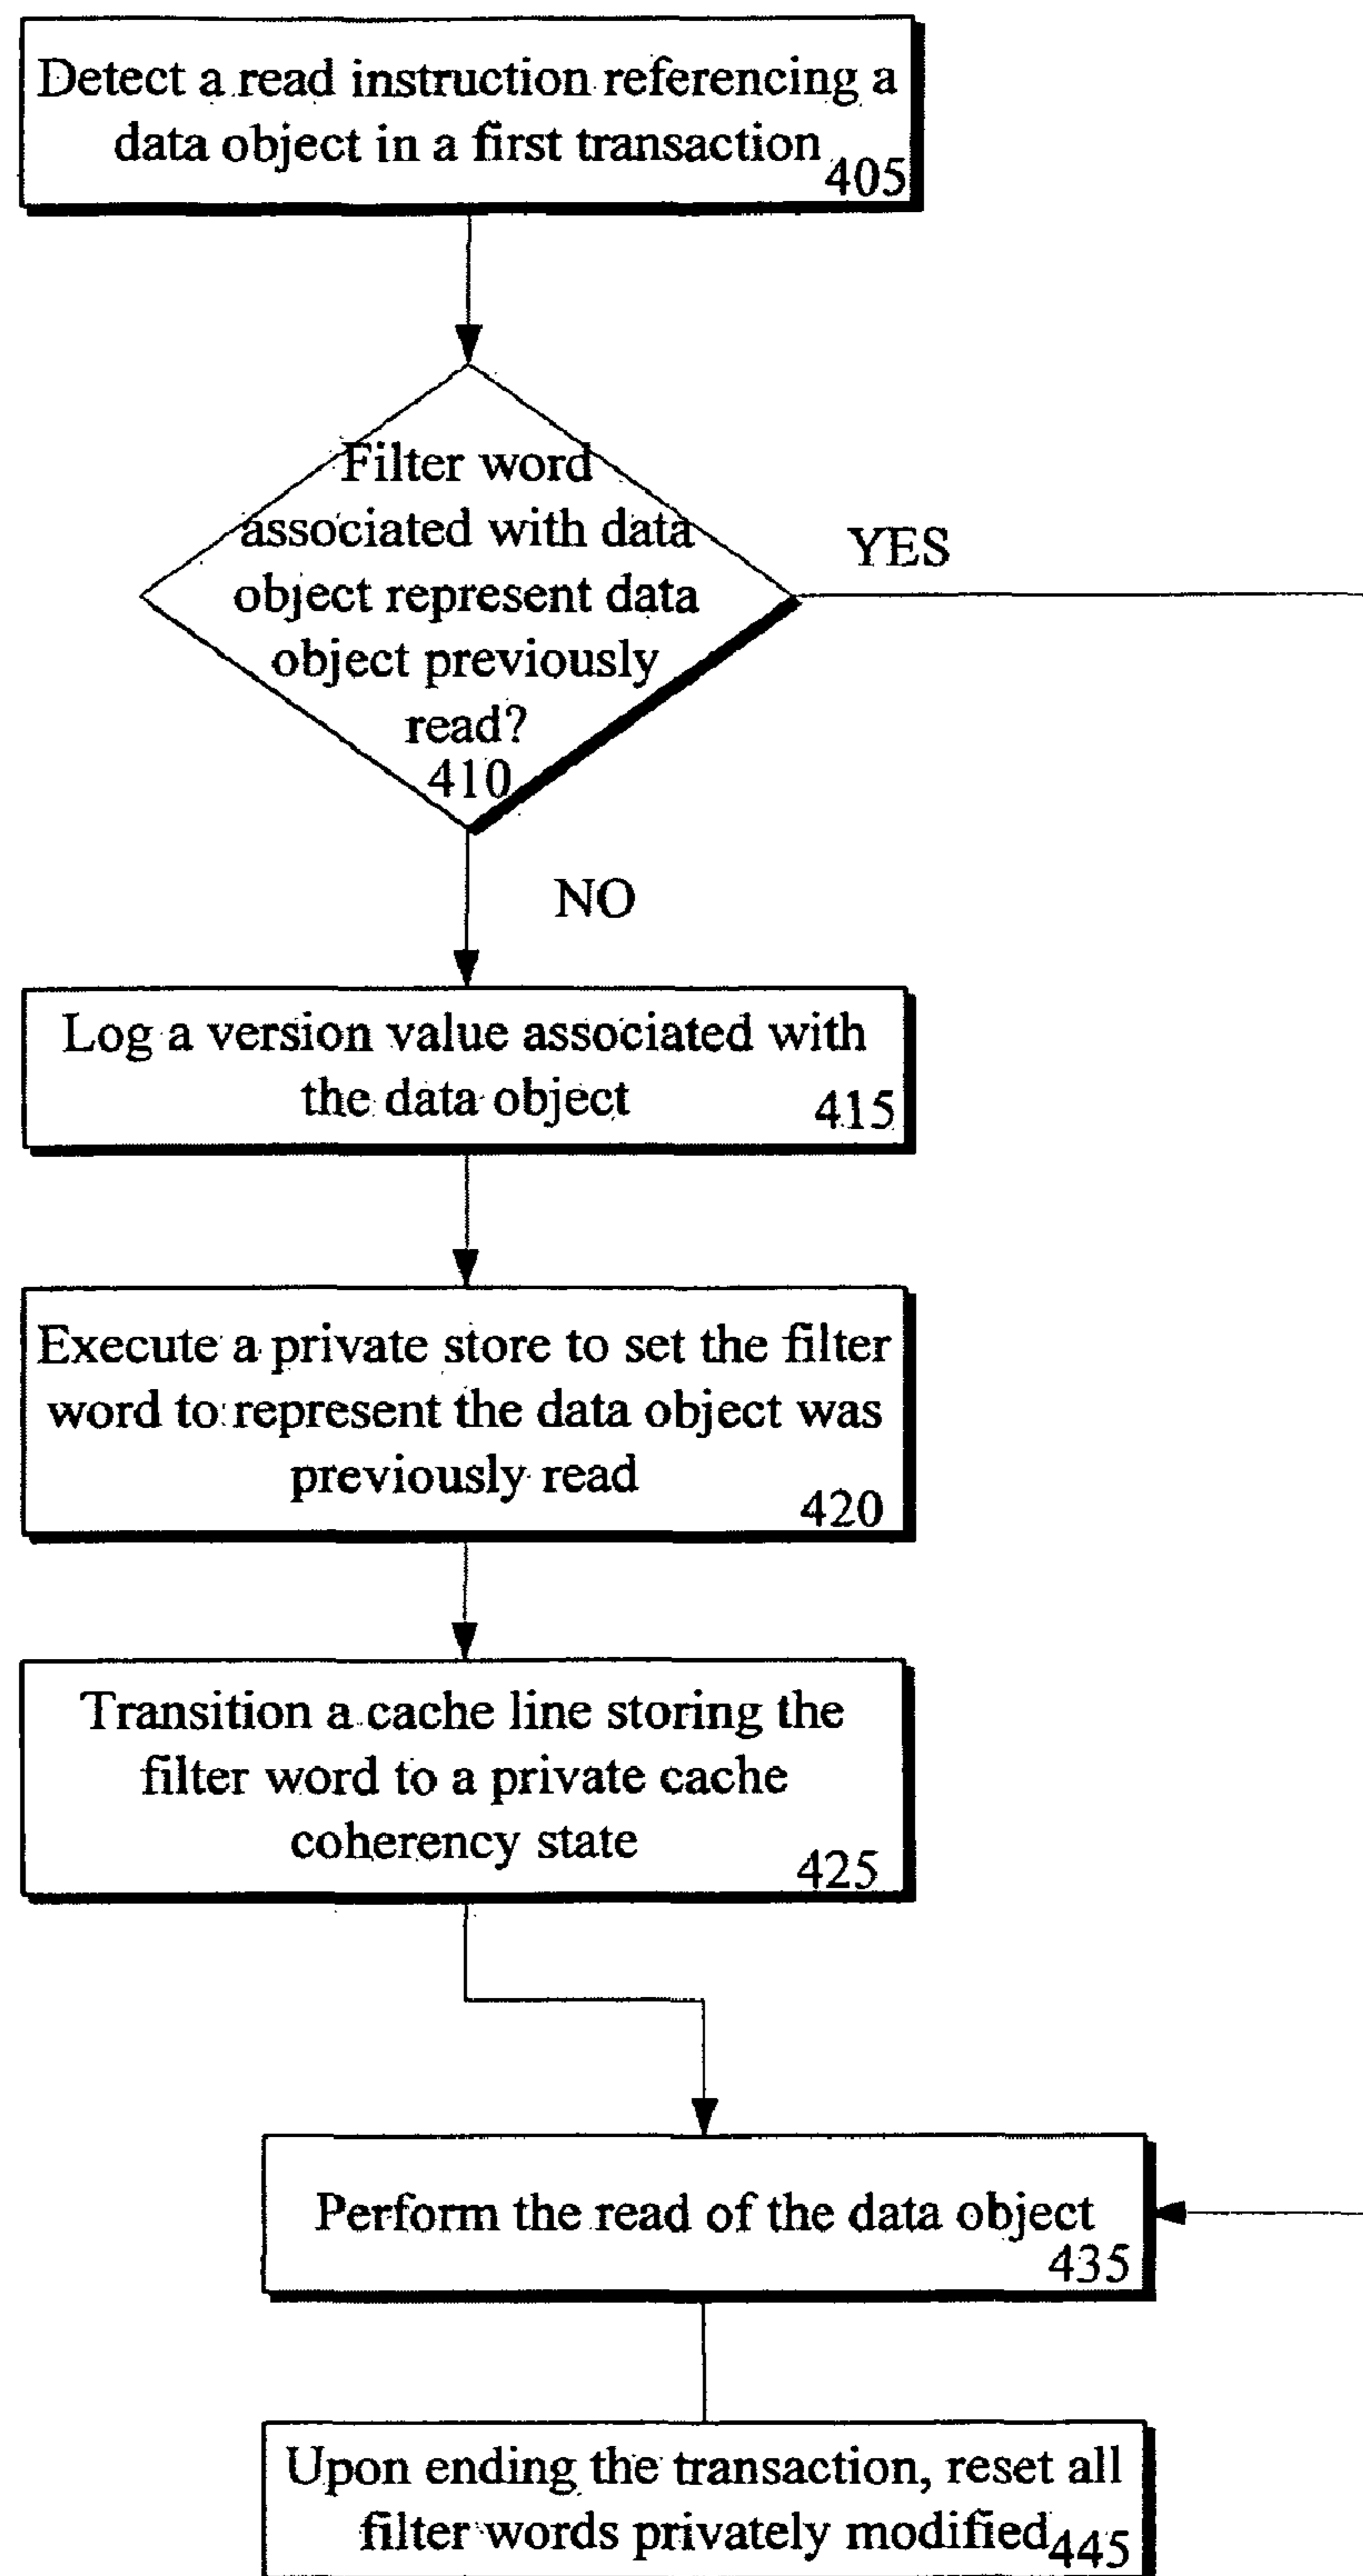 Detect a read instruction referencing a
data object in a first transaction
405
Filter word
associated with data
object represent data
object previously
read?
410
YES
NO
Log a version value associated with
the data object
415
Execute a private store to set the filter
word to represent the data object was
previously read
420
Transition a cache line storing the
filter word to a private cache
coherency state
425
Perform the read of the data object
435
Upon ending the transaction, reset all
filter words privately modified
445